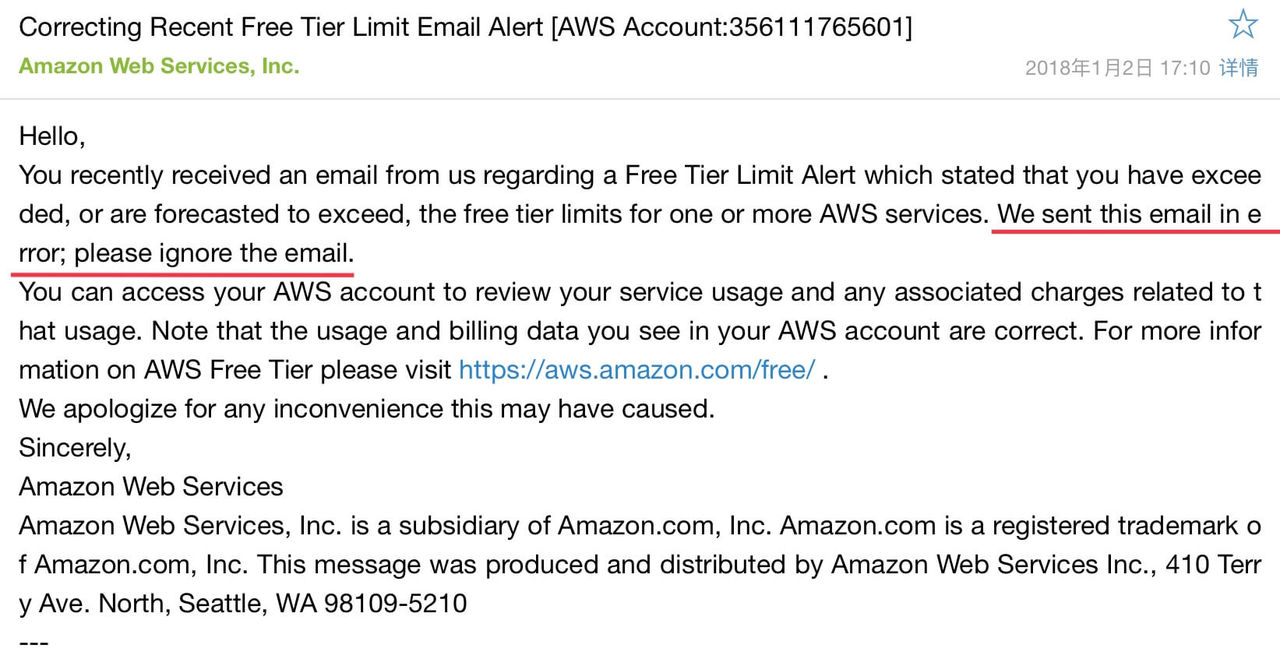 Correcting Recent Free Tier Limit Email Alert [AWS Account:356111765601]
Amazon Web Services, Inc.
2018年1月2日 17:10 详情
Hello,
You recently received an email from us regarding a Free Tier Limit Alert which stated that you have excee
ded, or are forecasted to exceed, the free tier limits for one or more AWS services. We sent this email in e
rror; please ignore the email.
You can access your AWS account to review your service usage and any associated charges related to t
hat usage. Note that the usage and billing data you see in your AWS account are correct. For more infor
mation on AWS Free Tier please visit https://aws.amazon.com/free/ .
We apologize for any inconvenience this may have caused.
Sincerely,
Amazon Web Services
Amazon Web Services, Inc. is a subsidiary of Amazon.com, Inc. Amazon.com is a registered trademark o
f Amazon.com, Inc. This message was produced and distributed by Amazon Web Services Inc., 410 Terr
y Ave. North, Seattle, WA 98109-5210
---